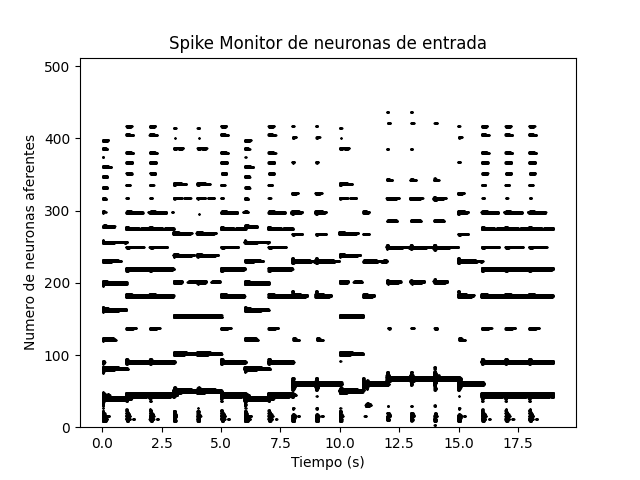 Spike Monitor de neuronas de entrada
500
400
300
200
100
0
Numero de neuronas aferentes
0.0 2.5 5.0 7.5 10.0 12.5 15.0 17.5
Tiempo (s)